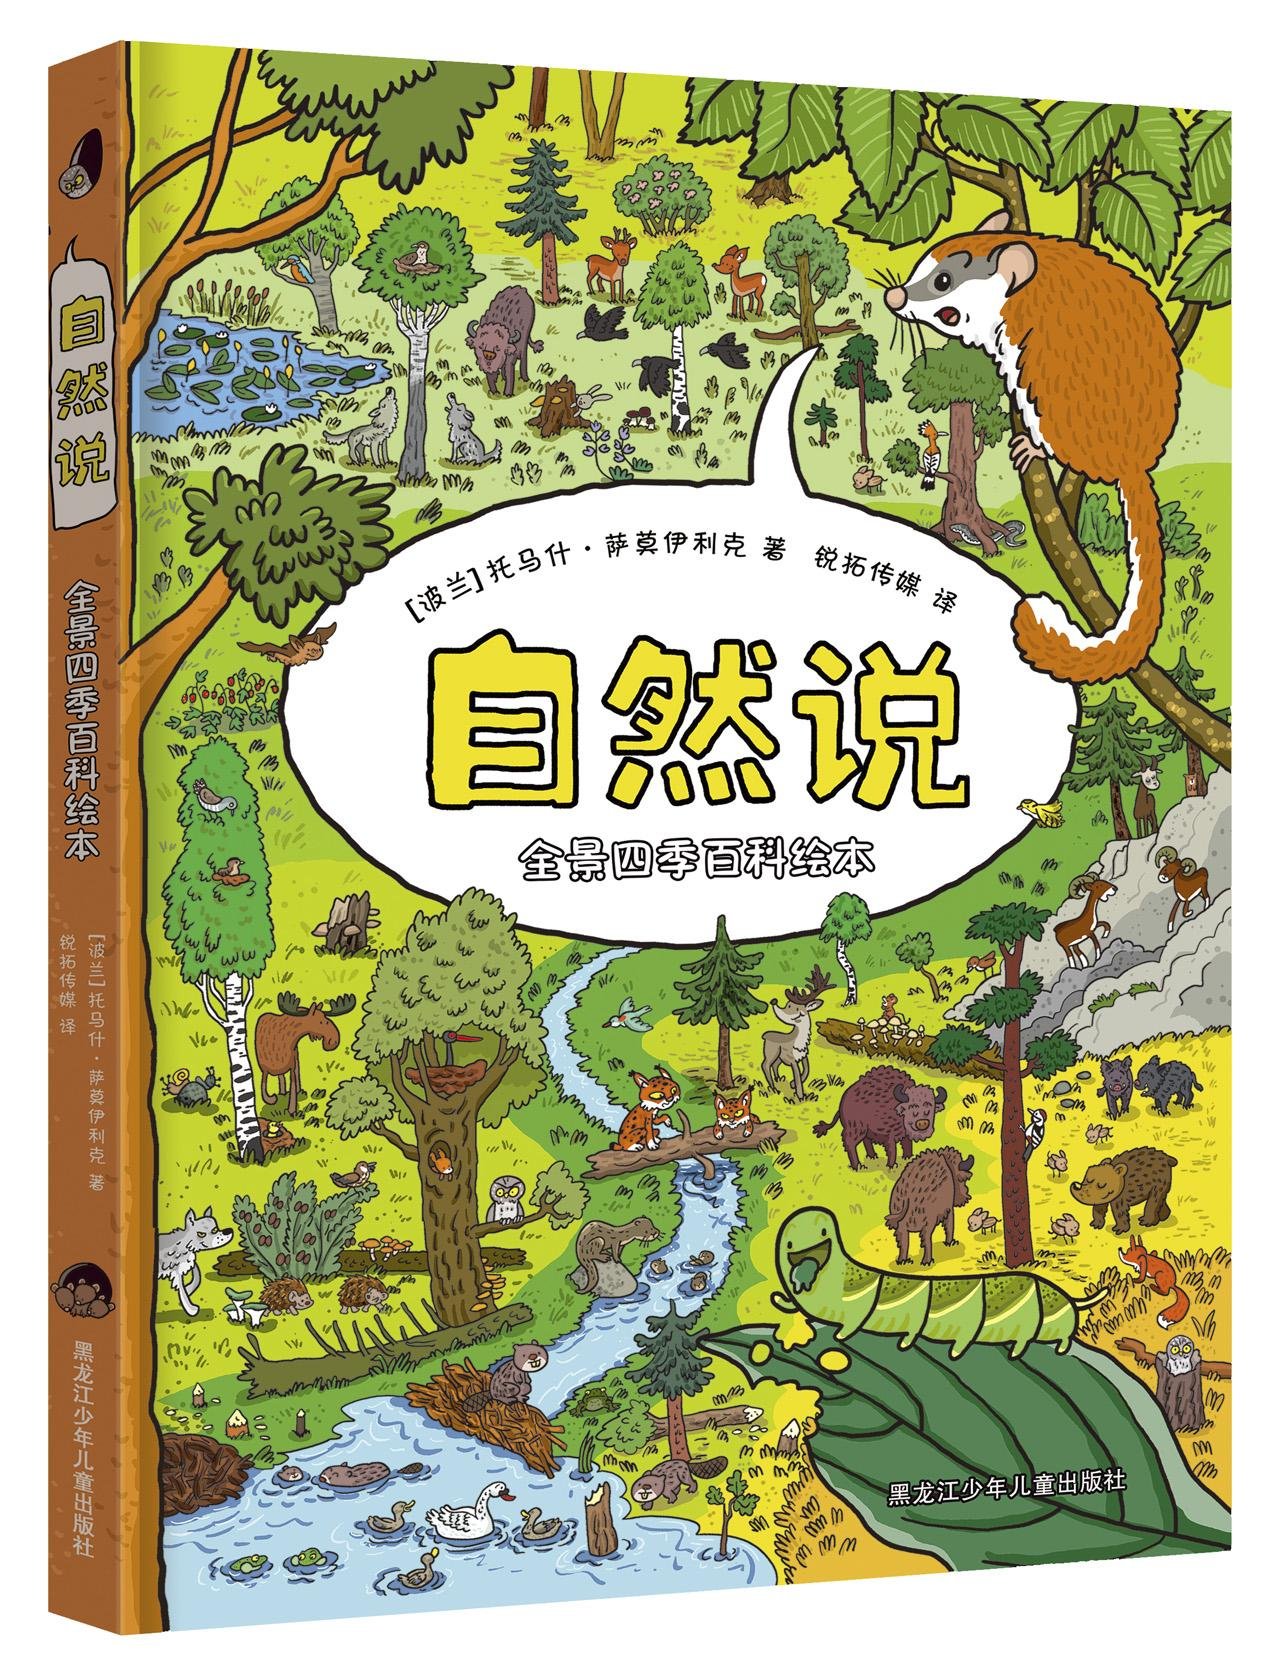 自然说
全景四季百科绘本
[波兰]托马什·萨莫伊利克 著
锐拓传媒 译
黑龙江少年儿童出版社
[波兰]托马什·萨莫伊利克 著 锐拓传媒 译
自然说
全景四季百科绘本
黑龙江少年儿童出版社